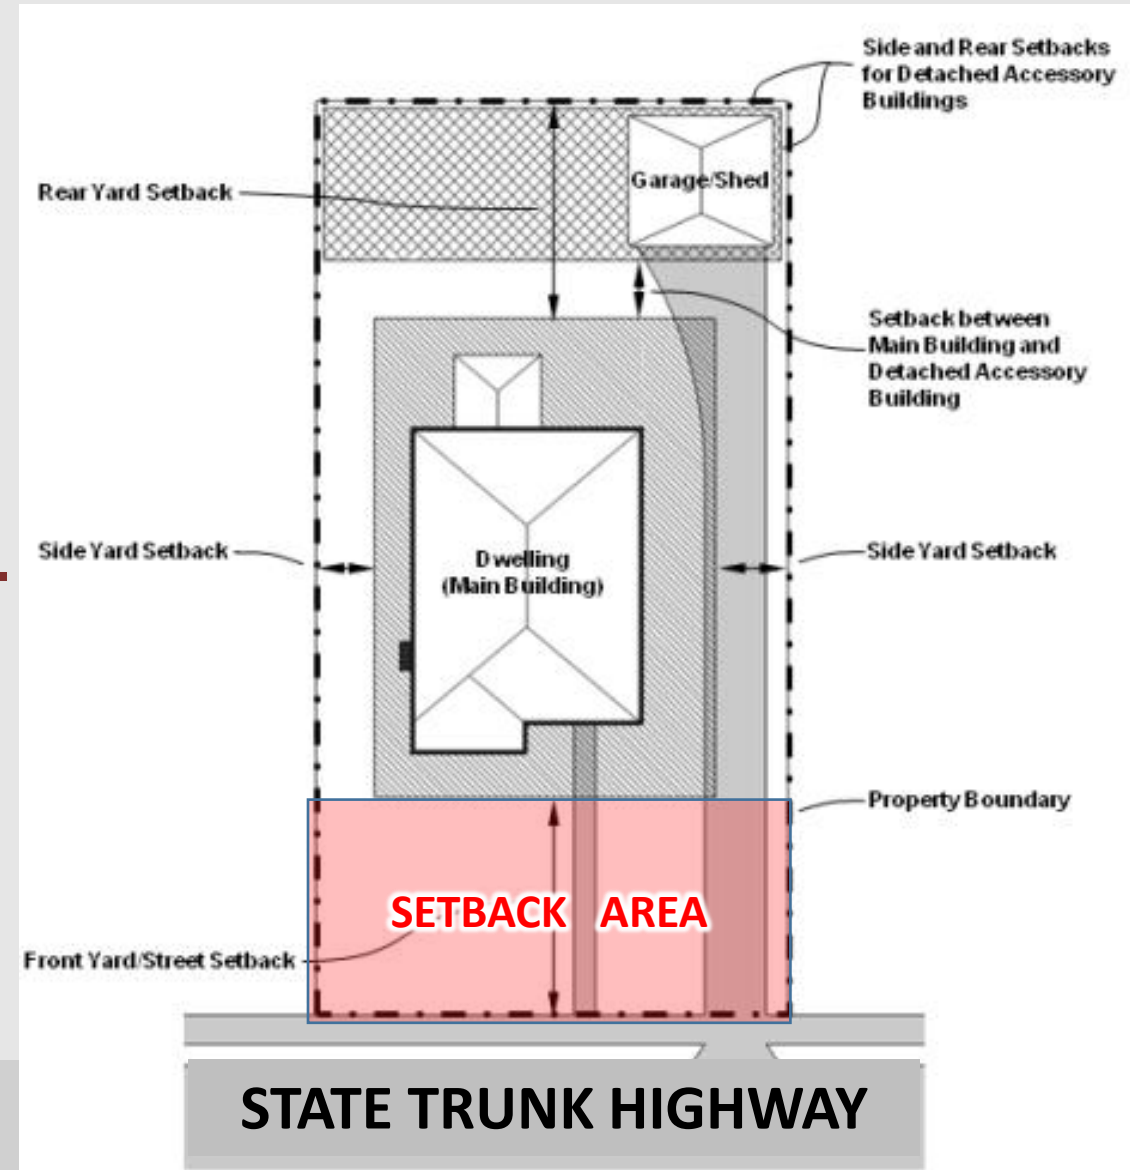 Side and Rear Setbacks
for Detached Accessory
Buildings
Rear Yard Setback
Garage/Shed
Setback between
Main Building and
Detached Accessory
Building
Side Yard Setback
Dwelling
(Main Building)
Side Yard Setback
Property Boundary
SETBACK AREA
Front Yard/Street Setback
STATE TRUNK HIGHWAY